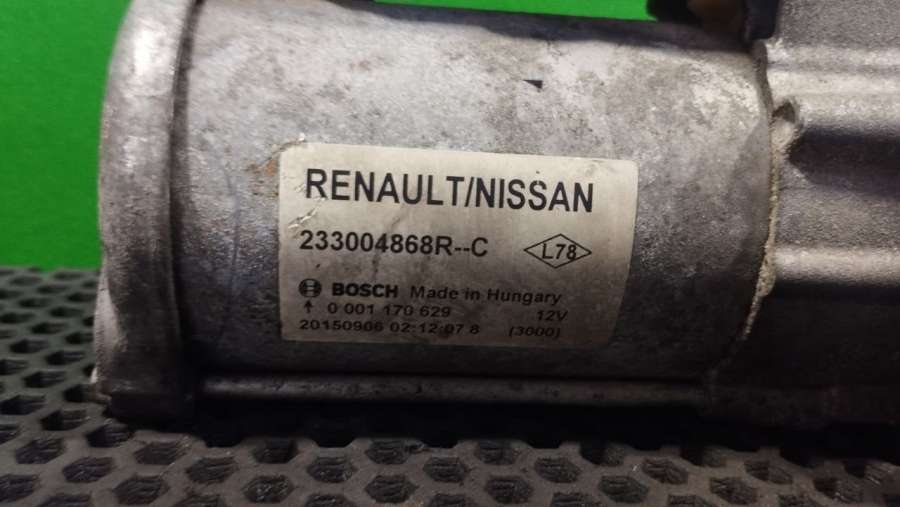 RENAULT/NISSAN
233004868R--C L78
BOSCH Made in Hungary
0 001 170 629 12V
20150906 02:12:07 8 (3000)